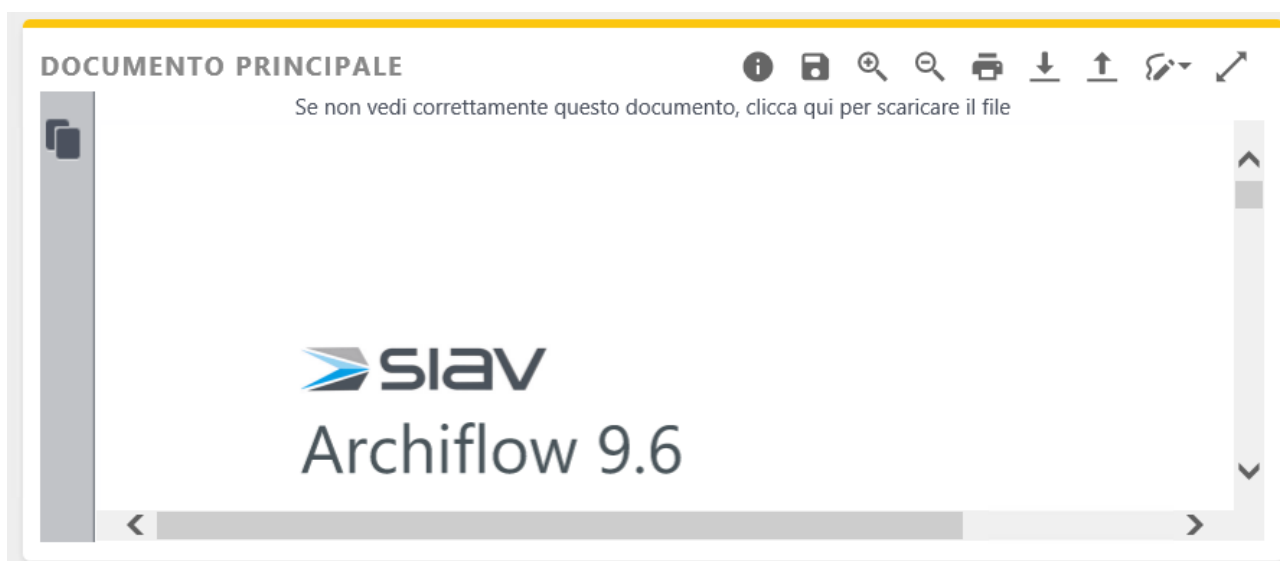 DOCUMENTO PRINCIPALE
Se non vedi correttamente questo documento, clicca qui per scaricare il file
siav
Archiflow 9.6